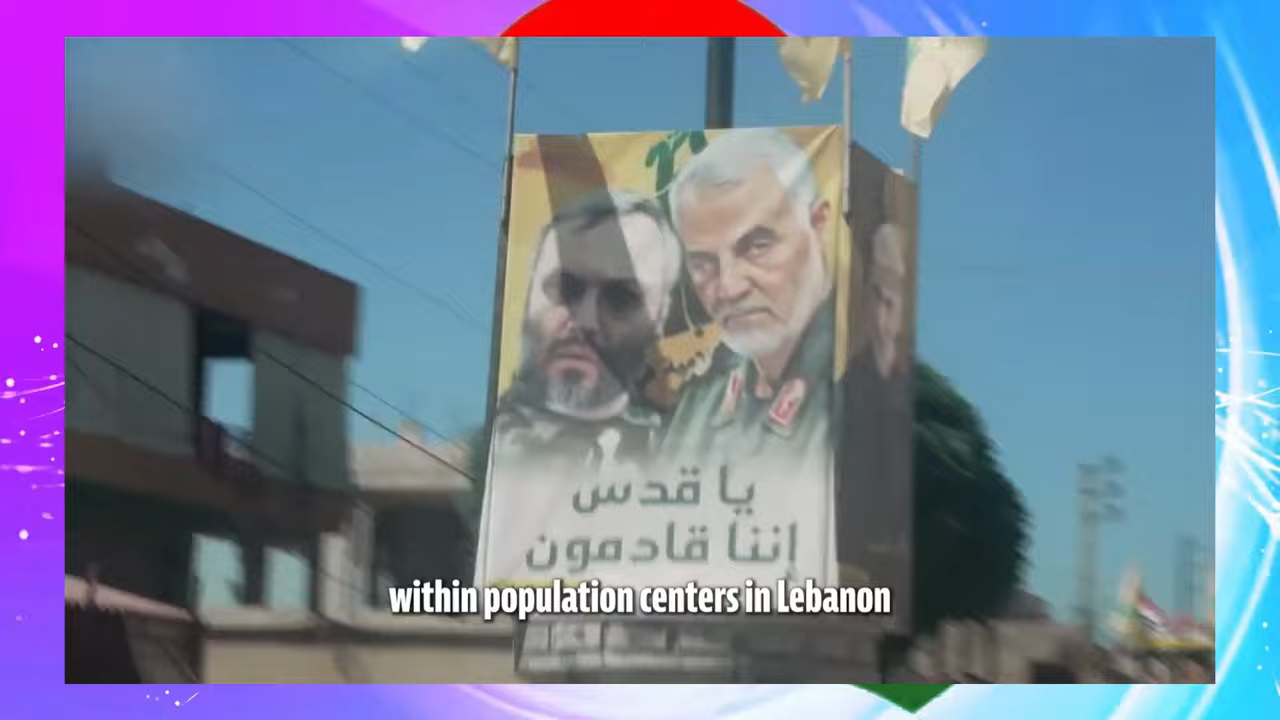 يا قدس
إننا قادمون
within population centers in Lebanon